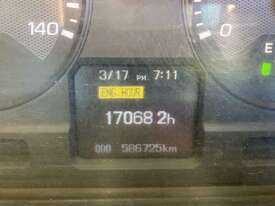 140
0
E
3/17 PM 7:11
ENG HOUR
17068 2h
ODO 586725km